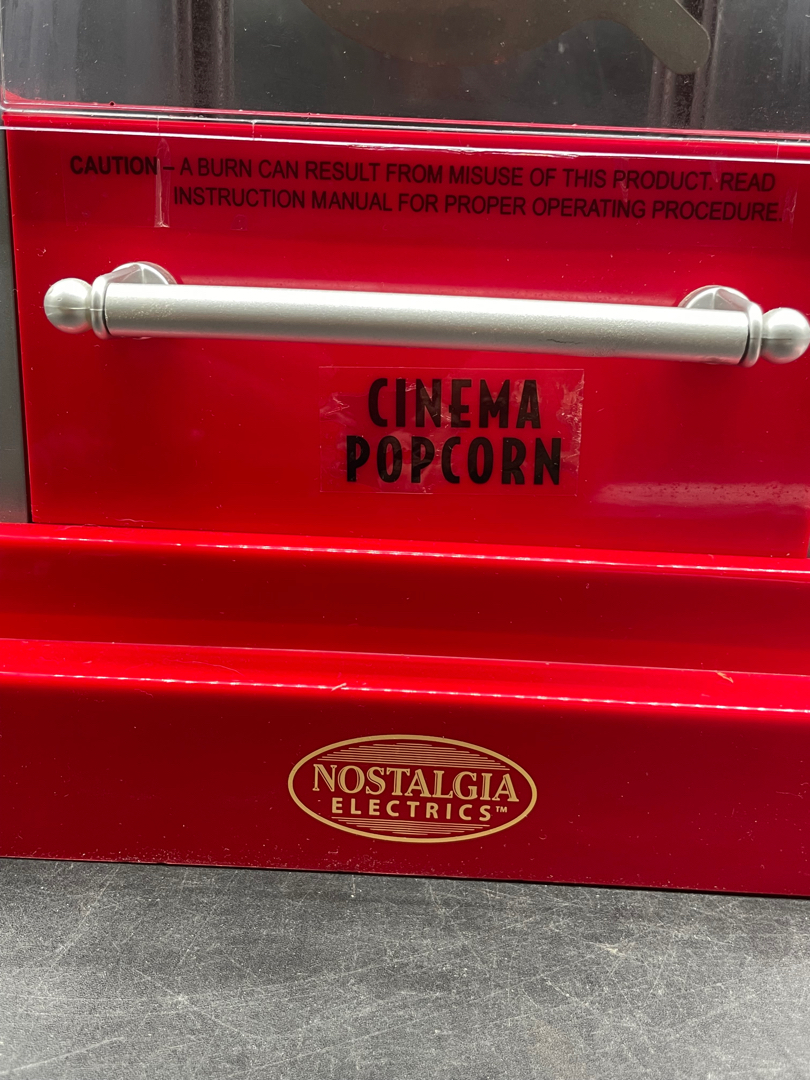 CAUTION – A BURN CAN RESULT FROM MISUSE OF THIS PRODUCT. READ
INSTRUCTION MANUAL FOR PROPER OPERATING PROCEDURE.
CINEMA
POPCORN
NOSTALGIA
ELECTRICS™